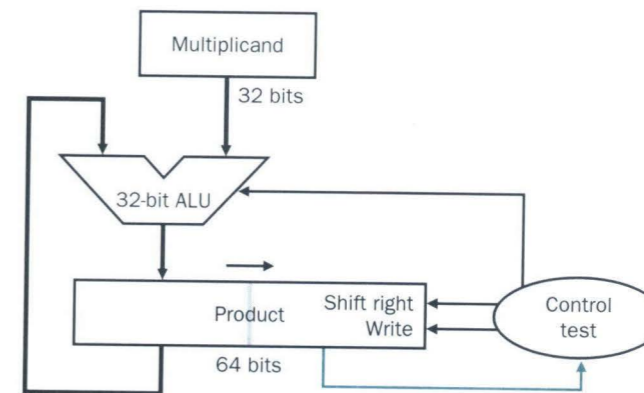 Multiplicand
32 bits
32-bit ALU
Product
Shift right
Write
64 bits
Control
test